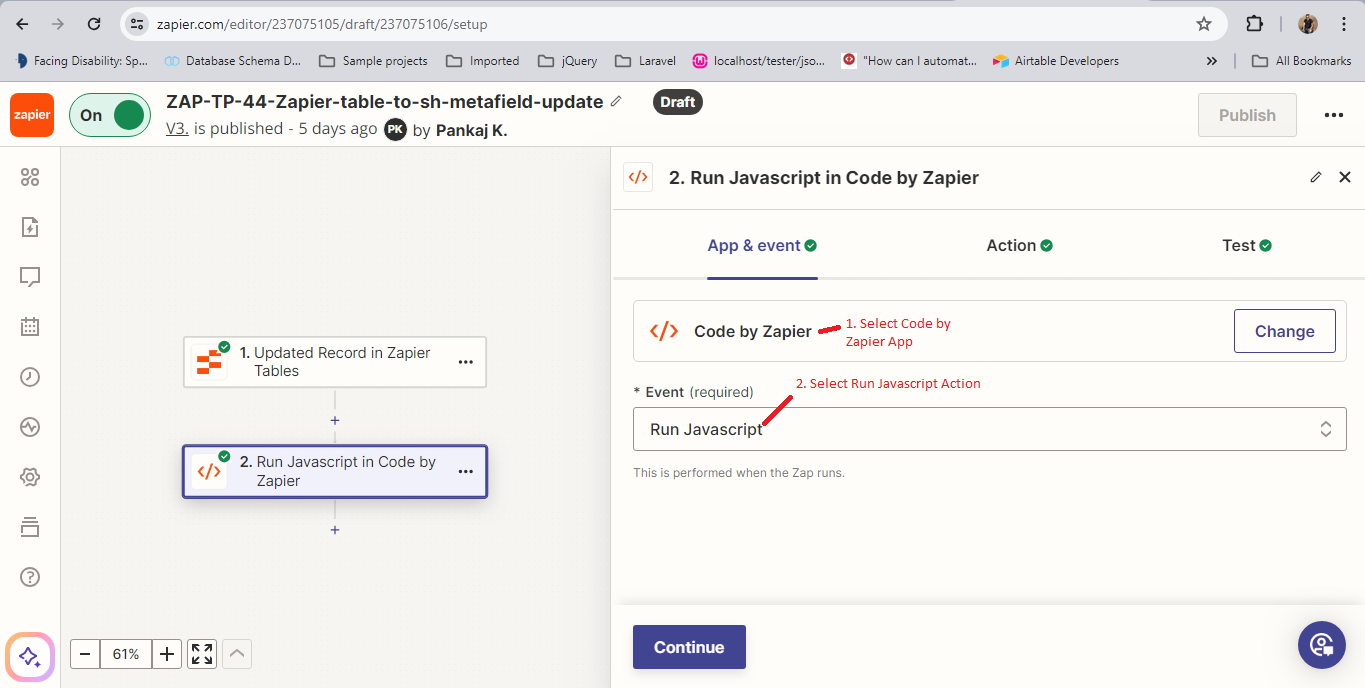 zapier.com/editor/237075105/draft/237075106/setup
Facing Disability: Sp...
Database Schema D...
Sample projects
Imported
jQuery
Laravel
localhost/tester/jso...
"How can I automat...
Airtable Developers
All Bookmarks
zapier
On
ZAP-TP-44-Zapier-table-to-sh-metafield-update
Draft
V3. is published - 5 days ago PK by Pankaj K.
Publish
2. Run Javascript in Code by Zapier
App & event
Action
Test
Code by Zapier
1. Select Code by
Zapier App
Change
2. Select Run Javascript Action
* Event (required)
Run Javascript
This is performed when the Zap runs.
1. Updated Record in Zapier
Tables
2. Run Javascript in Code by
Zapier
61%
Continue